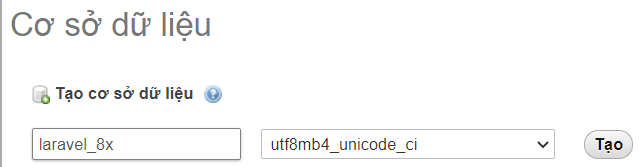 Cơ sở dữ liệu
Tạo cơ sở dữ liệu
laravel_8x utf8mb4_unicode_ci Tạo